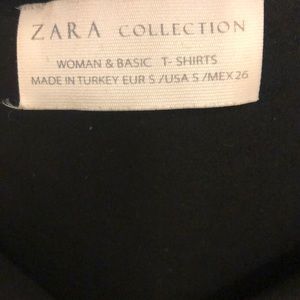 ZARA COLLECTION
WOMAN & BASIC T- SHIRTS
MADE IN TURKEY EUR S /USA S /MEX 26